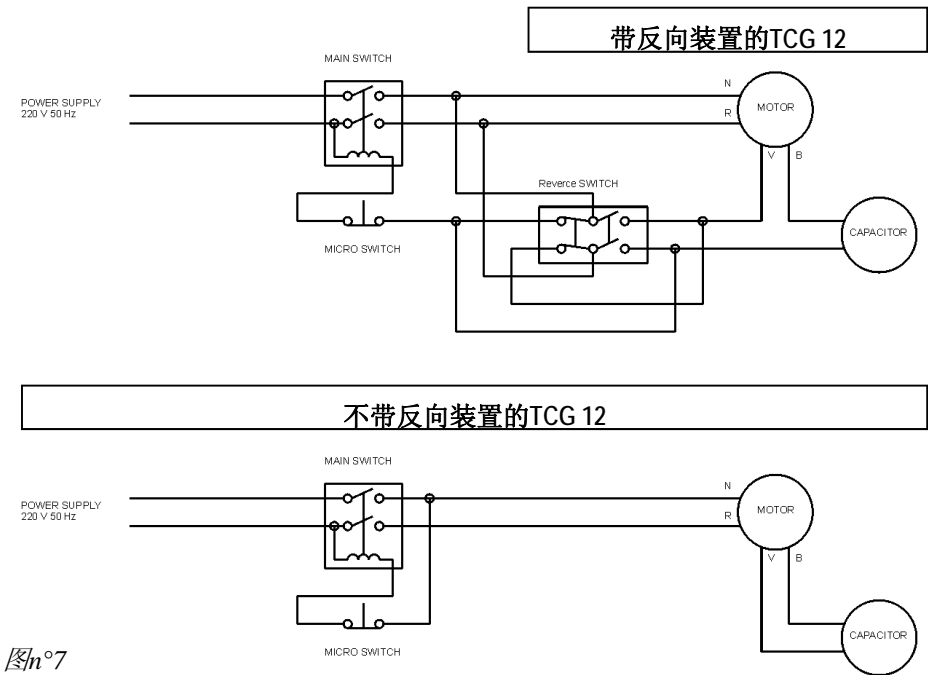 带反向装置的TCG 12
MAIN SWITCH
POWER SUPPLY
220 V 50 Hz
N
R
MOTOR
V B
Reverce SWITCH
MICRO SWITCH
CAPACITOR
不带反向装置的TCG 12
MAIN SWITCH
POWER SUPPLY
220 V 50 Hz
N
R
MOTOR
V B
MICRO SWITCH
CAPACITOR
图n°7